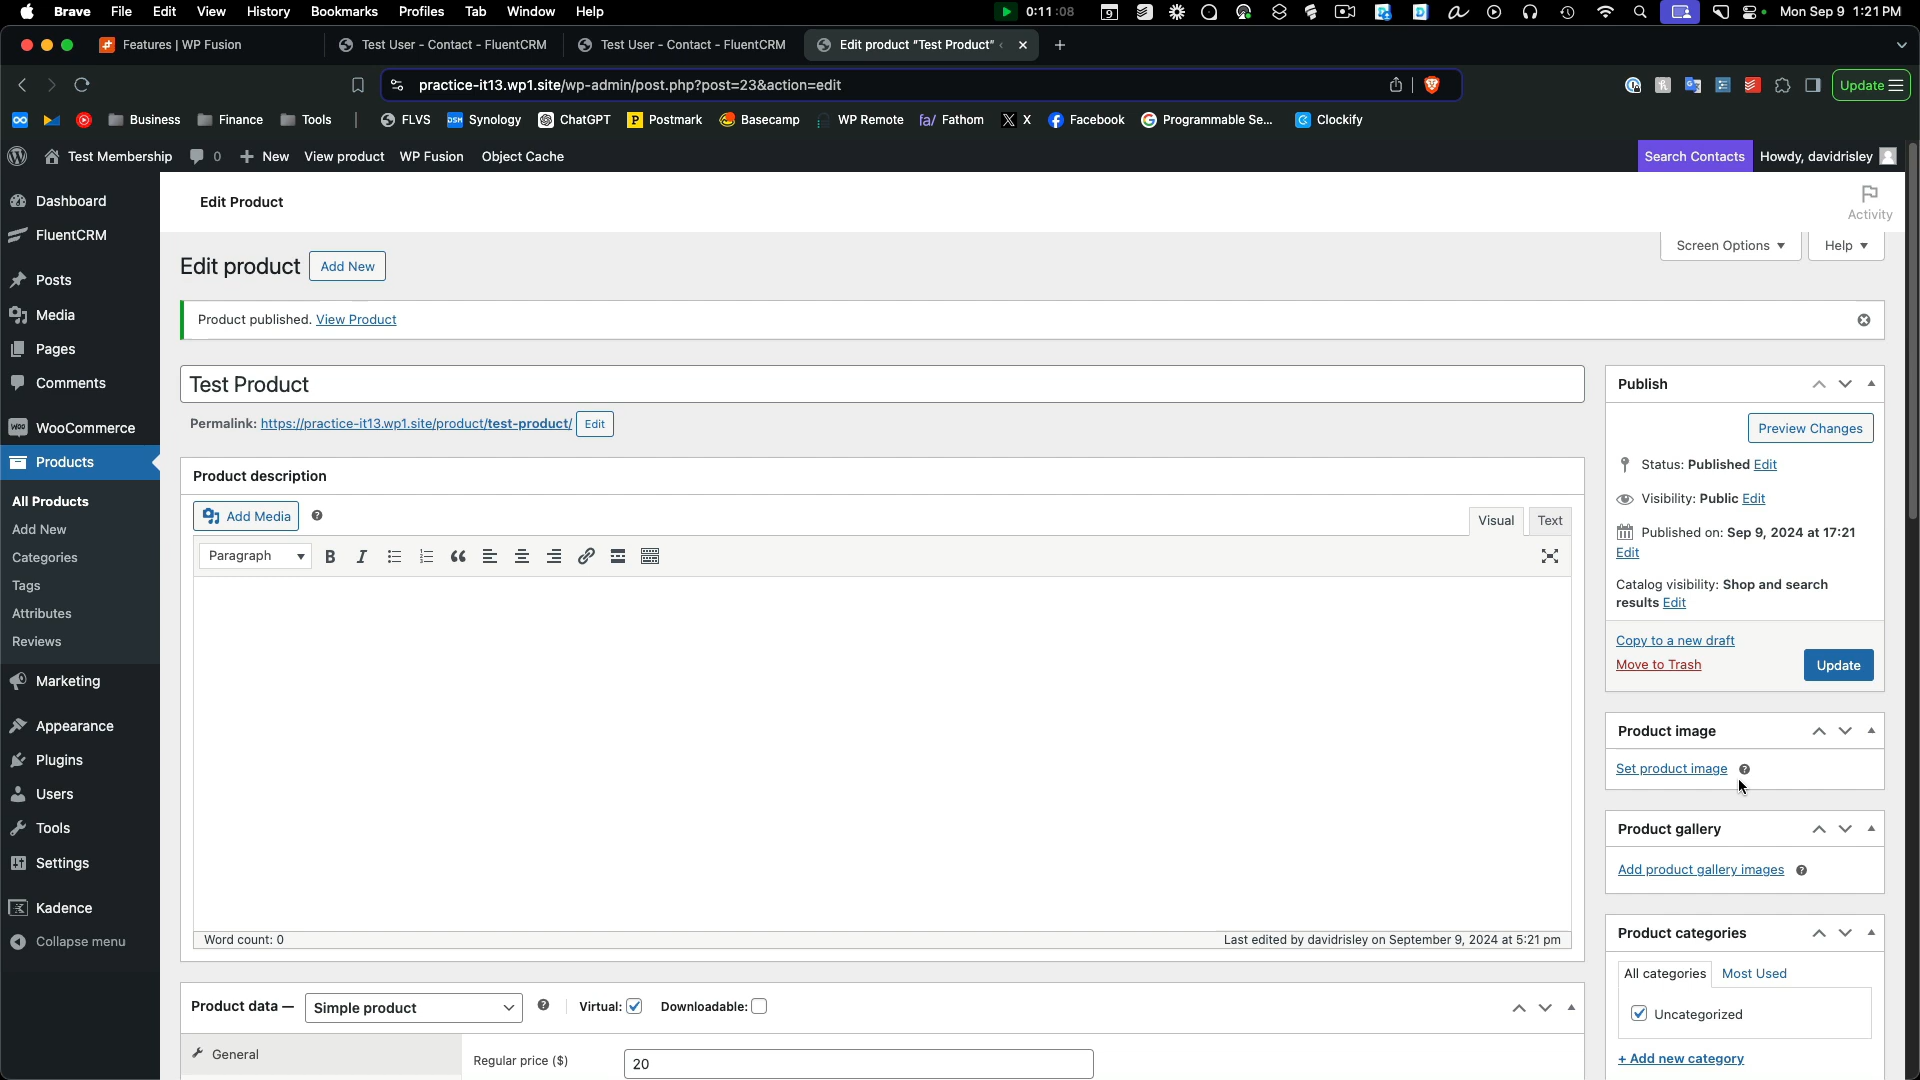 Brave File Edit View History Bookmarks Profiles Tab Window Help 0:11:08 Mon Sep 9 1:21 PM
Features | WP Fusion Test User - Contact - FluentCRM Test User - Contact - FluentCRM Edit product "Test Product"
practice-it13.wp1.site/wp-admin/post.php?post=23&action=edit Update
Business Finance Tools FLVS Synology ChatGPT Postmark Basecamp WP Remote Fathom X Facebook Programmable Se... Clockify
Test Membership 0 New View product WP Fusion Object Cache Search Contacts Howdy, davidrisley
Dashboard
FluentCRM
Posts
Media
Pages
Comments
WooCommerce
Products
All Products
Add New
Categories
Tags
Attributes
Reviews
Marketing
Appearance
Plugins
Users
Tools
Settings
Kadence
Collapse menu
Edit Product
Activity
Screen Options Help
Edit product Add New
Product published. View Product
Test Product
Permalink: https://practice-it13.wp1.site/product/test-product/ Edit
Product description
Add Media
Visual Text
Paragraph
Word count: 0 Last edited by davidrisley on September 9, 2024 at 5:21 pm
Product data — Simple product Virtual: Downloadable:
General
Regular price ($) 20
Publish
Preview Changes
Status: Published Edit
Visibility: Public Edit
Published on: Sep 9, 2024 at 17:21
Edit
Catalog visibility: Shop and search
results Edit
Copy to a new draft
Move to Trash Update
Product image
Set product image
Product gallery
Add product gallery images
Product categories
All categories Most Used
Uncategorized
+ Add new category